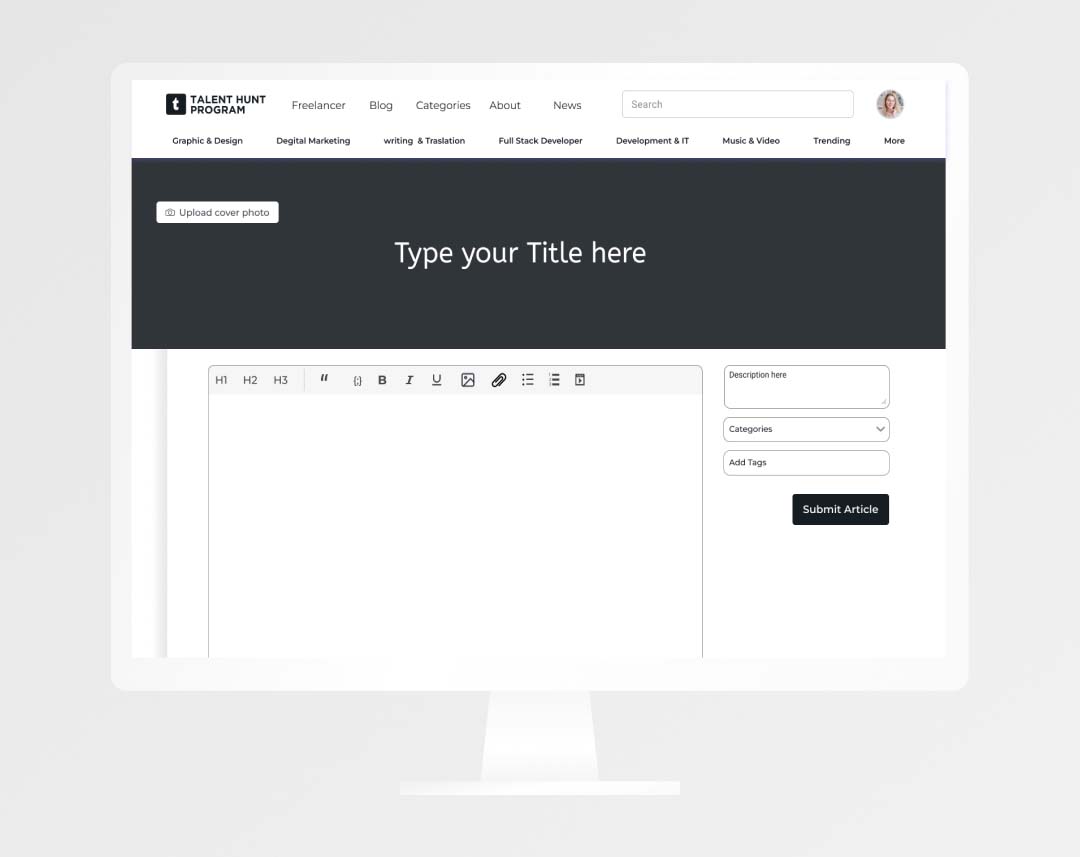 t TALENT HUNT
PROGRAM
Freelancer Blog Categories About News Search
Graphic & Design Degital Marketing writing & Traslation Full Stack Developer Development & IT Music & Video Trending More
Upload cover photo
Type your Title here
H1 H2 H3 “ {;} B I U
Description here
Categories
Add Tags
Submit Article